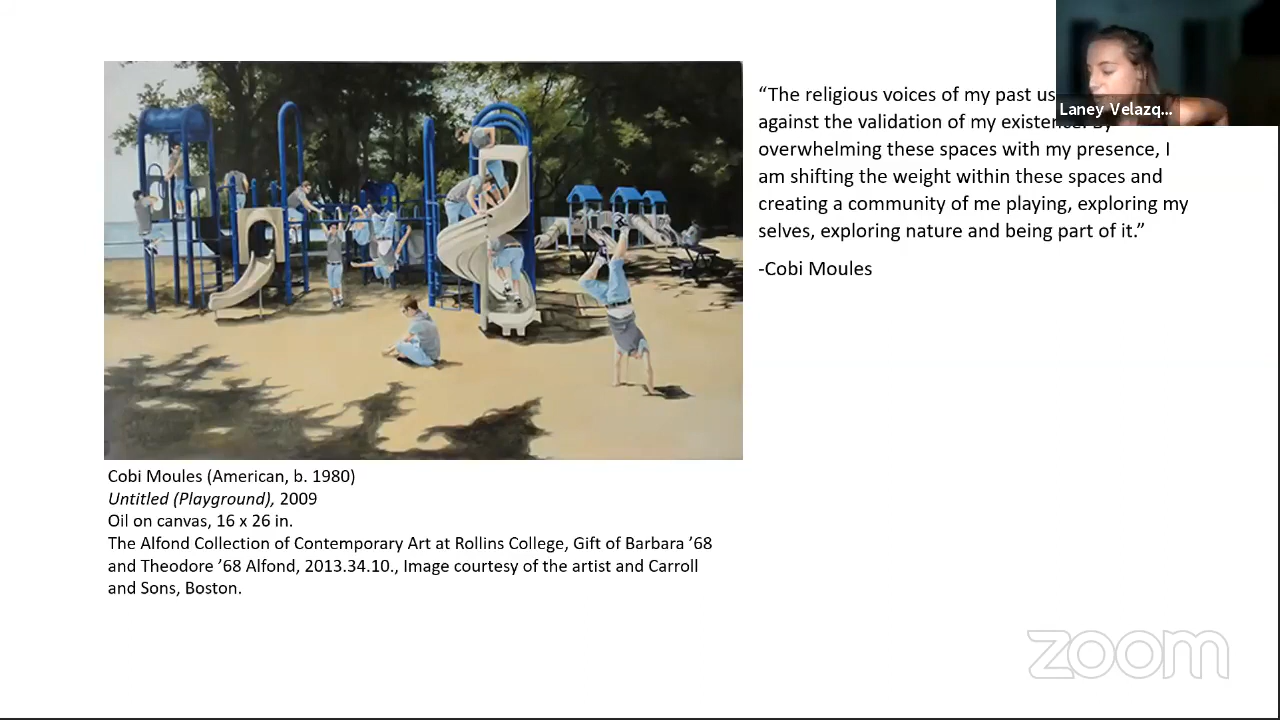 “The religious voices of my past us
against the validation of my existence. By
overwhelming these spaces with my presence, I
am shifting the weight within these spaces and
creating a community of me playing, exploring my
selves, exploring nature and being part of it.”
-Cobi Moules
Laney Velazq...
Cobi Moules (American, b. 1980)
Untitled (Playground), 2009
Oil on canvas, 16 x 26 in.
The Alfond Collection of Contemporary Art at Rollins College, Gift of Barbara ’68
and Theodore ’68 Alfond, 2013.34.10., Image courtesy of the artist and Carroll
and Sons, Boston.
zoom